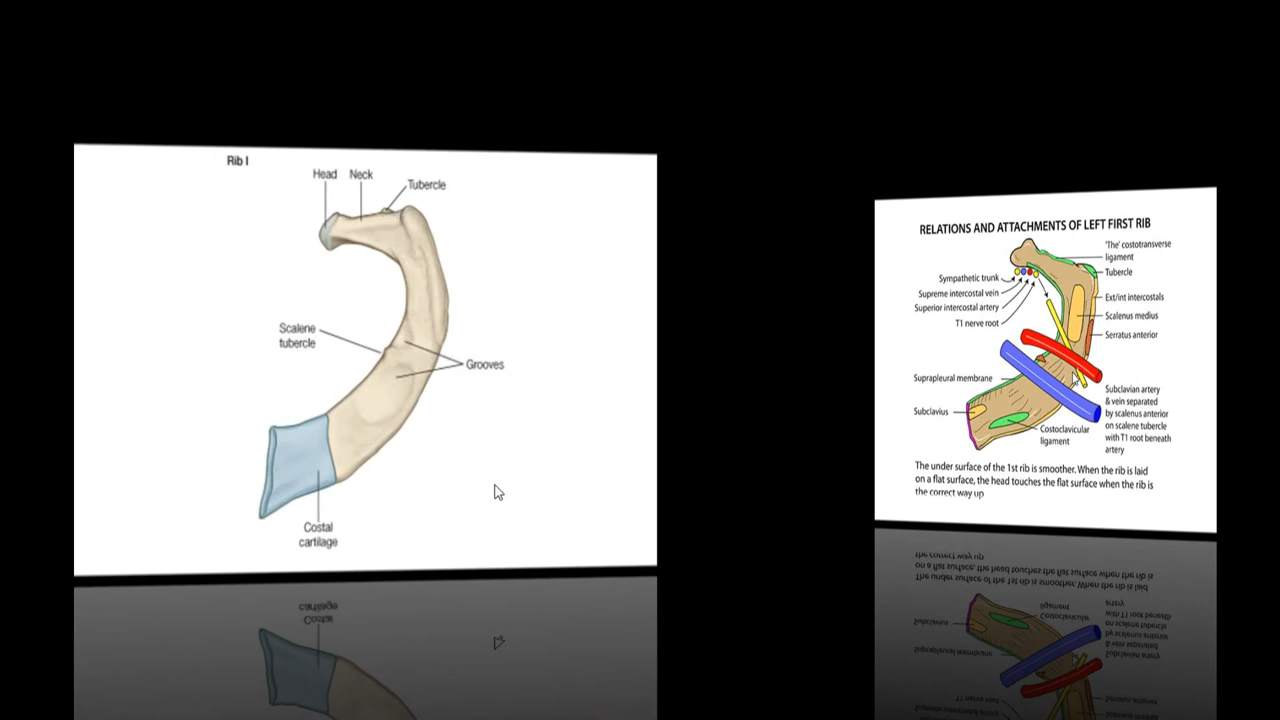 Rib I
Head Neck
Tubercle
Scalene
tubercle
Grooves
Costal
cartilage
RELATIONS AND ATTACHMENTS OF LEFT FIRST RIB
'The' costotransverse
ligament
Tubercle
Sympathetic trunk
Supreme intercostal vein
Superior intercostal artery
T1 nerve root
Ext/int intercostals
Scalenus medius
Serratus anterior
Suprapleural membrane
Subclavius
Costoclavicular
ligament
Subclavian artery
& vein separated
by scalenus anterior
on scalene tubercle
with T1 root beneath
artery
The under surface of the 1st rib is smoother. When the rib is laid
on a flat surface, the head touches the flat surface when the rib is
the correct way up